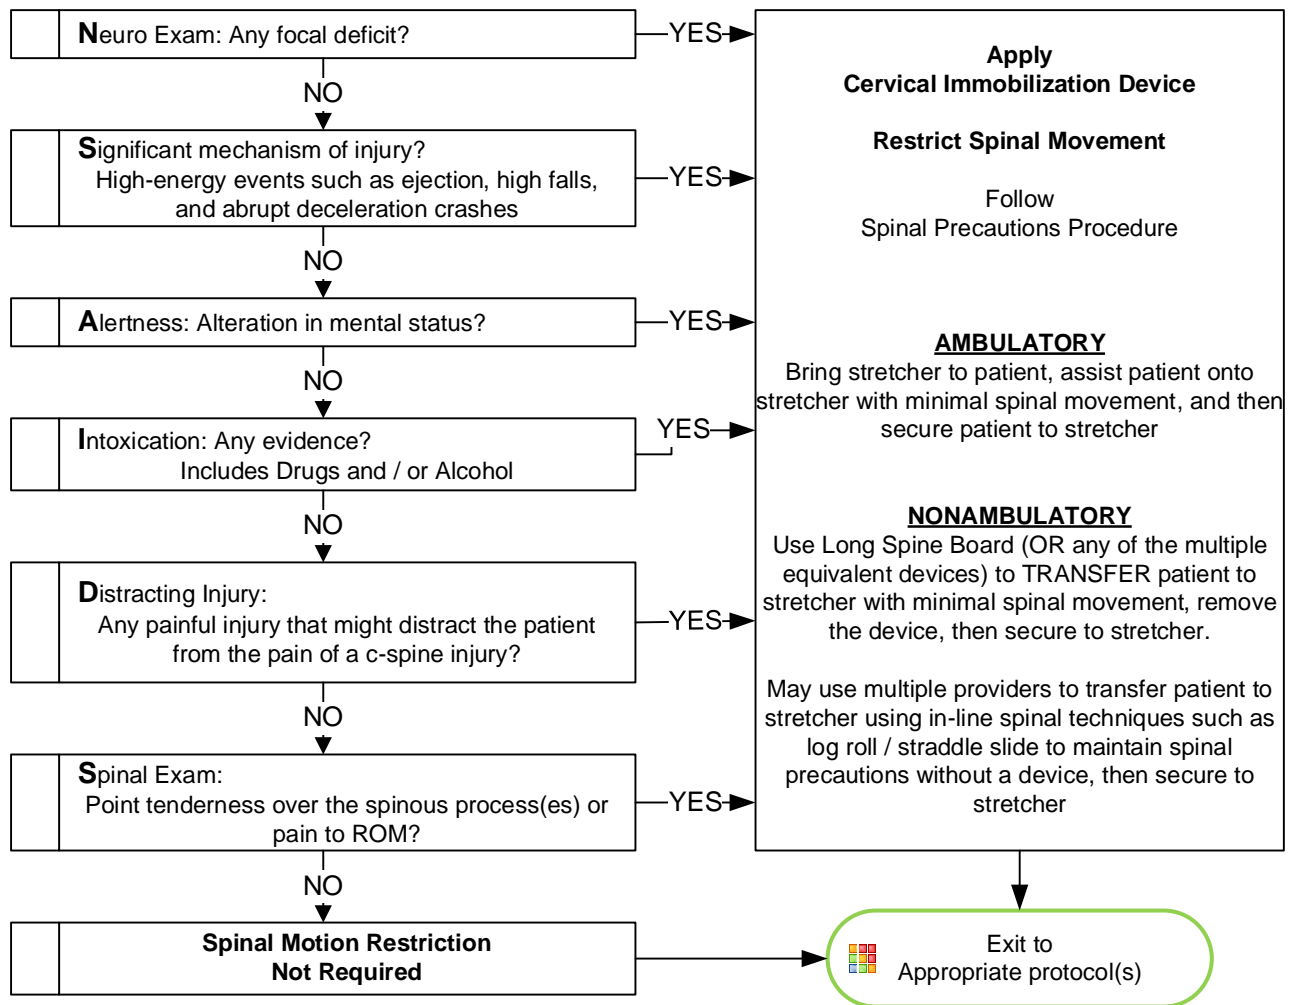 Neuro Exam: Any focal deficit?
YES
NO
Significant mechanism of injury?
High-energy events such as ejection, high falls,
and abrupt deceleration crashes
YES
NO
Alertness: Alteration in mental status?
YES
NO
Intoxication: Any evidence?
Includes Drugs and / or Alcohol
YES
NO
Distracting Injury:
Any painful injury that might distract the patient
from the pain of a c-spine injury?
YES
NO
Spinal Exam:
Point tenderness over the spinous process(es) or
pain to ROM?
YES
NO
Spinal Motion Restriction
Not Required
Apply
Cervical Immobilization Device
Restrict Spinal Movement
Follow
Spinal Precautions Procedure
AMBULATORY
Bring stretcher to patient, assist patient onto
stretcher with minimal spinal movement, and then
secure patient to stretcher
NONAMBULATORY
Use Long Spine Board (OR any of the multiple
equivalent devices) to TRANSFER patient to
stretcher with minimal spinal movement, remove
the device, then secure to stretcher.
May use multiple providers to transfer patient to
stretcher using in-line spinal techniques such as
log roll / straddle slide to maintain spinal
precautions without a device, then secure to
stretcher
Exit to
Appropriate protocol(s)